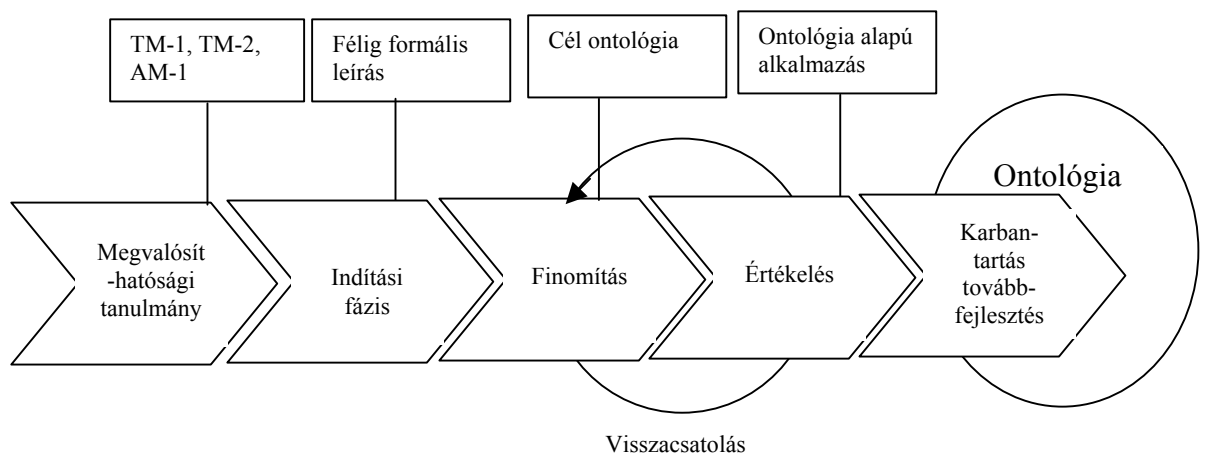 TM-1, TM-2,
AM-1
Félig formális
leírás
Cél ontológia
Ontológia alapú
alkalmazás
Ontológia
Megvalósít
-hatósági
tanulmány
Indítási
fázis
Finomítás
Értékelés
Karban-
tartás
tovább-
fejlesztés
Visszacsatolás